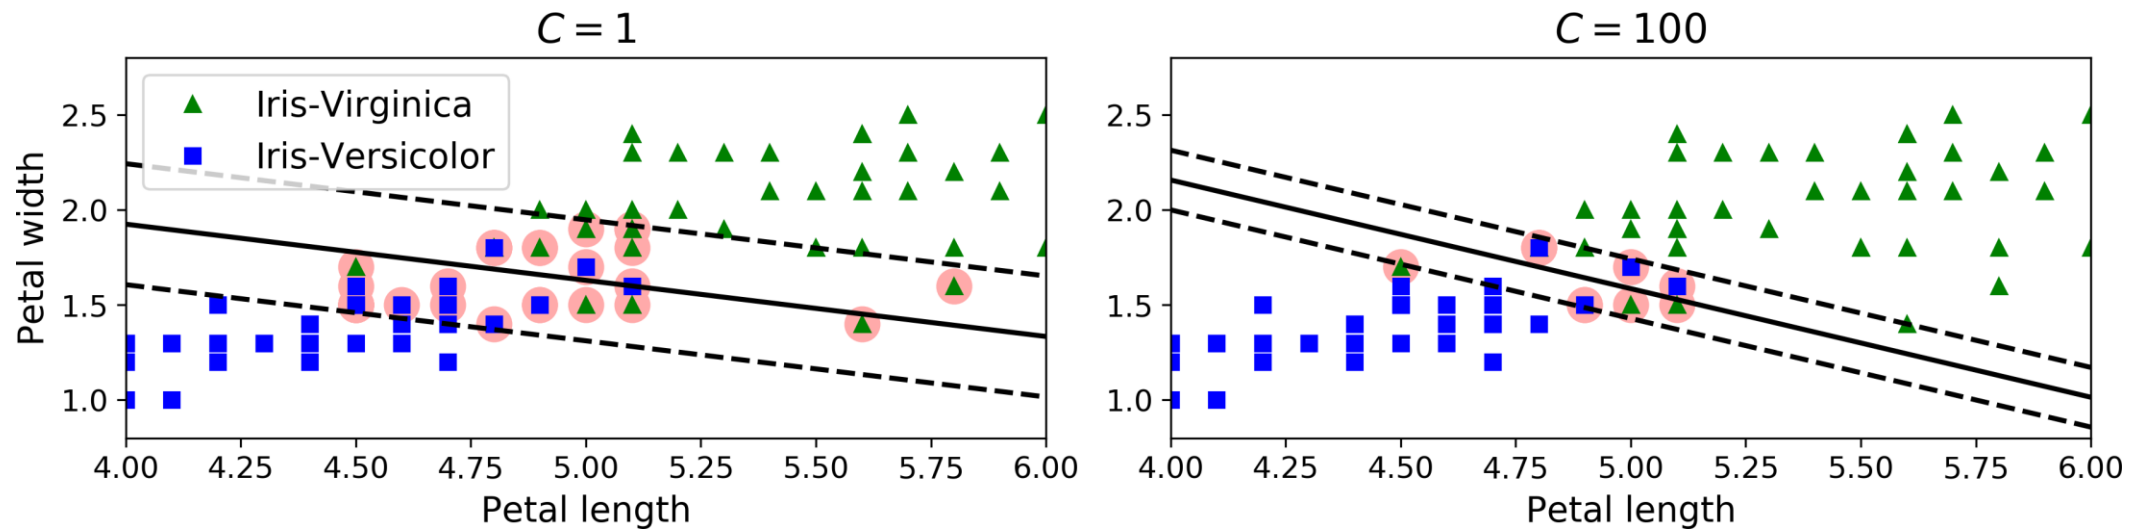 C = 1
Iris-Virginica
Iris-Versicolor
Petal width
2.5
2.0
1.5
1.0
4.00 4.25 4.50 4.75 5.00 5.25 5.50 5.75 6.00
Petal length
C = 100
2.5
2.0
1.5
1.0
4.00 4.25 4.50 4.75 5.00 5.25 5.50 5.75 6.00
Petal length